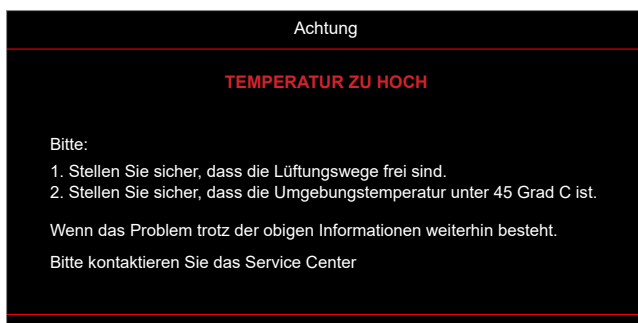 Achtung
TEMPERATUR ZU HOCH
Bitte:
1. Stellen Sie sicher, dass die Lüftungswege frei sind.
2. Stellen Sie sicher, dass die Umgebungstemperatur unter 45 Grad C ist.
Wenn das Problem trotz der obigen Informationen weiterhin besteht.
Bitte kontaktieren Sie das Service Center